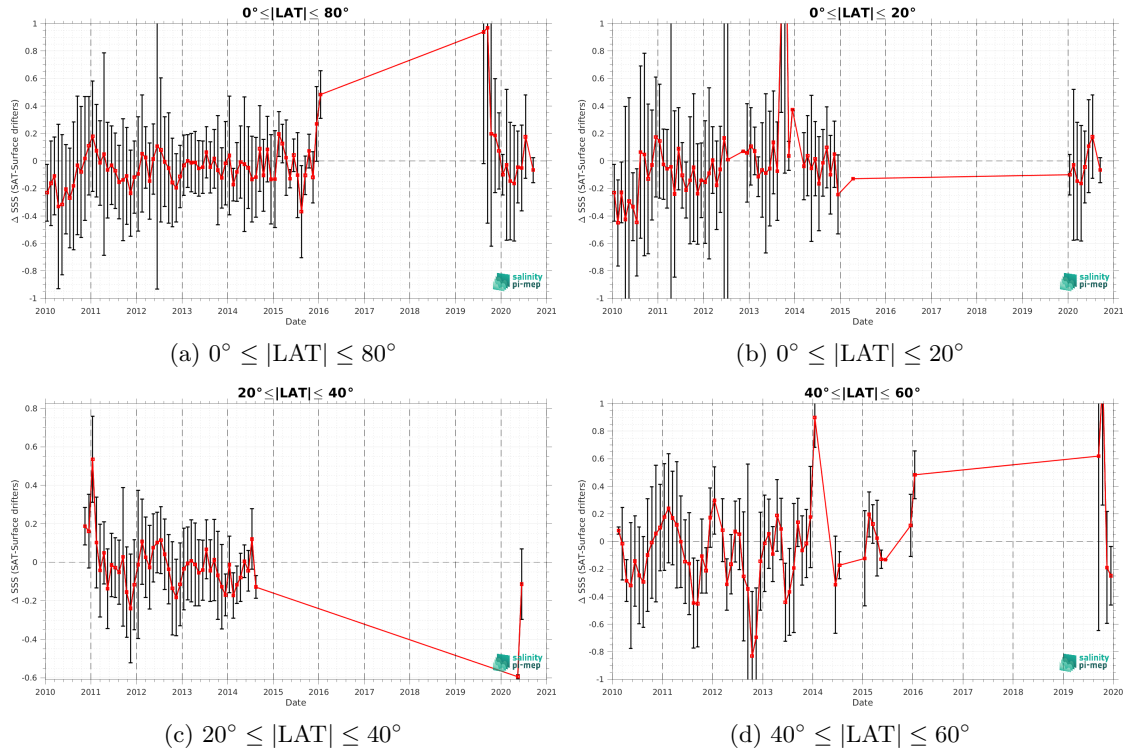 0°≤|LAT|≤ 80°
Δ SSS (SAT-Surface drifters)
1
0.8
0.6
0.4
0.2
0
-0.2
-0.4
-0.6
-0.8
-1
salinity
pi-mep
2010 2011 2012 2013 2014 2015 2016 2017 2018 2019 2020 2021
Date
(a) 0° ≤ |LAT| ≤ 80°
0°≤|LAT|≤ 20°
Δ SSS (SAT-Surface drifters)
1
0.8
0.6
0.4
0.2
0
-0.2
-0.4
-0.6
-0.8
-1
salinity
pi-mep
2010 2011 2012 2013 2014 2015 2016 2017 2018 2019 2020 2021
Date
(b) 0° ≤ |LAT| ≤ 20°
20°≤|LAT|≤ 40°
Δ SSS (SAT-Surface drifters)
0.8
0.6
0.4
0.2
0
-0.2
-0.4
-0.6
salinity
pi-mep
2010 2011 2012 2013 2014 2015 2016 2017 2018 2019 2020 2021
Date
(c) 20° ≤ |LAT| ≤ 40°
40°≤|LAT|≤ 60°
Δ SSS (SAT-Surface drifters)
1
0.8
0.6
0.4
0.2
0
-0.2
-0.4
-0.6
-0.8
-1
salinity
pi-mep
2010 2011 2012 2013 2014 2015 2016 2017 2018 2019 2020
Date
(d) 40° ≤ |LAT| ≤ 60°